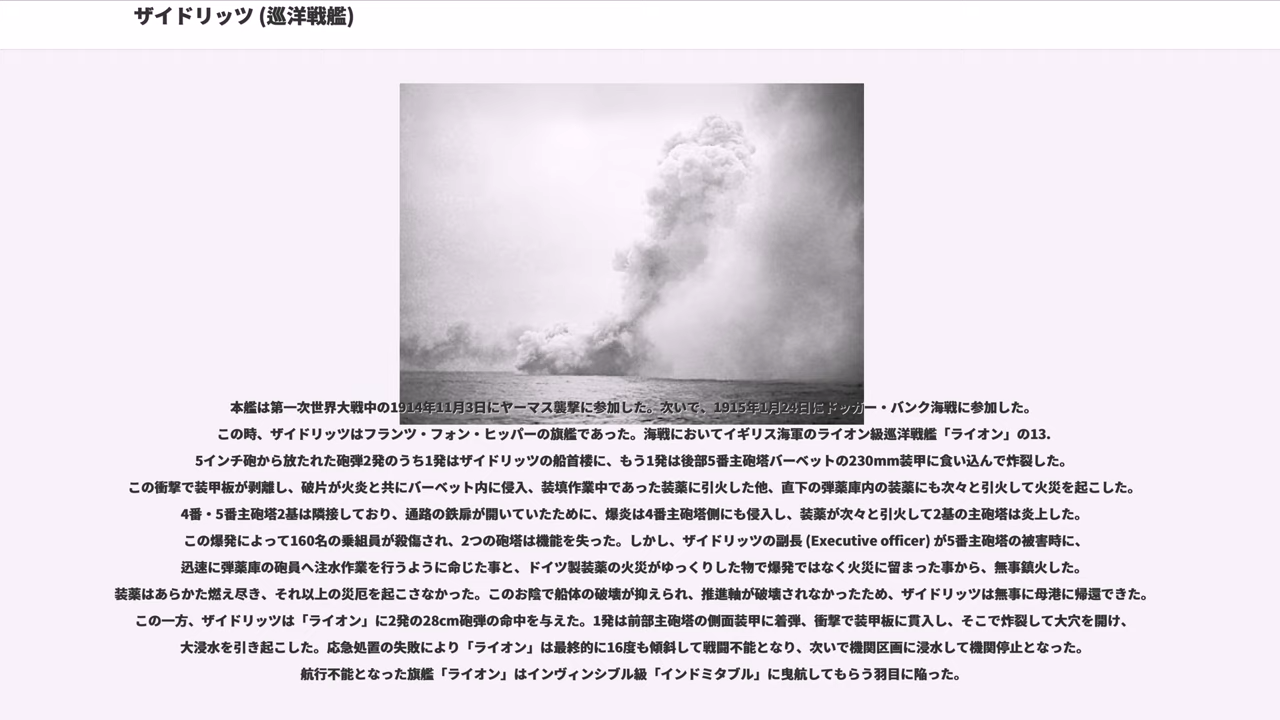 ザイドリッツ (巡洋戦艦)
本艦は第一次世界大戦中の1914年11月3日にヤーマス襲撃に参加した。次いで、1915年1月24日にドッガー・バンク海戦に参加した。
この時、ザイドリッツはフランツ・フォン・ヒッパーの旗艦であった。海戦においてイギリス海軍のライオン級巡洋戦艦「ライオン」の13.
5インチ砲から放たれた砲弾2発のうち1発はザイドリッツの船首楼に、もう1発は後部5番主砲塔バーベットの230mm装甲に食い込んで炸裂した。
この衝撃で装甲板が剥離し、破片が火炎と共にバーベット内に侵入、装填作業中であった装薬に引火した他、直下の弾薬庫内の装薬にも次々と引火して火災を起こした。
4番・5番主砲塔2基は隣接しており、通路の鉄扉が開いていたために、爆炎は4番主砲塔側にも侵入し、装薬が次々と引火して2基の主砲塔は炎上した。
この爆発によって160名の乗組員が殺傷され、2つの砲塔は機能を失った。しかし、ザイドリッツの副長 (Executive officer) が5番主砲塔の被害時に、
迅速に弾薬庫の砲員へ注水作業を行うように命じた事と、ドイツ製装薬の火災がゆっくりした物で爆発ではなく火災に留まった事から、無事鎮火した。
装薬はあらかた燃え尽き、それ以上の災厄を起こさなかった。このお陰で船体の破壊が抑えられ、推進軸が破壊されなかったため、ザイドリッツは無事に母港に帰還できた。
この一方、ザイドリッツは「ライオン」に2発の28cm砲弾の命中を与えた。1発は前部主砲塔の側面装甲に着弾、衝撃で装甲板に貫入し、そこで炸裂して大穴を開け、
大浸水を引き起こした。応急処置の失敗により「ライオン」は最終的に16度も傾斜して戦闘不能となり、次いで機関区画に浸水して機関停止となった。
航行不能となった旗艦「ライオン」はインヴィンシブル級「インドミタブル」に曳航してもらう羽目に陥った。